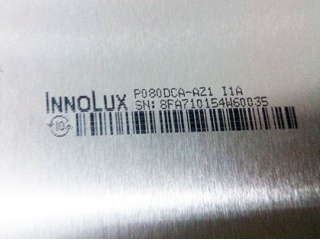 INNOLUX P080DCA-AZ1 I1A
SN: 8FA710154W60035
10